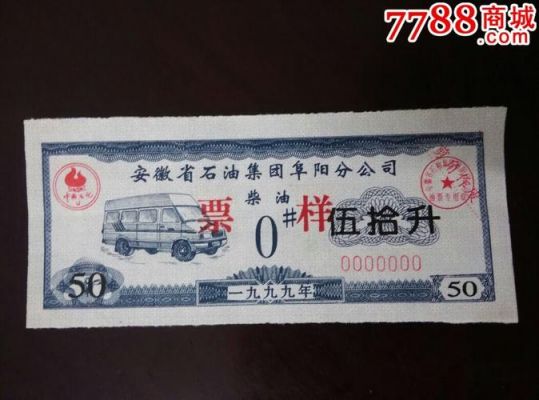 7788商城
.com
安徽省石油集团阜阳分公司
柴油
票 0# 样 伍拾升
0000000
50 一九九九年 50